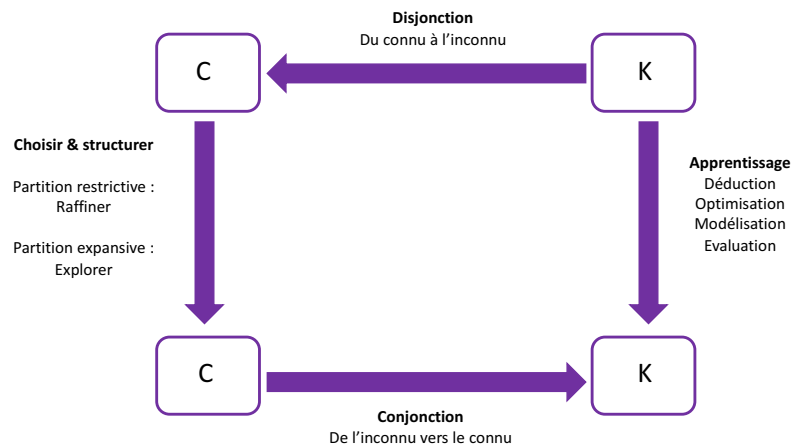 Disjonction
Du connu à l’inconnu
C
K
Choisir & structurer
Partition restrictive :
Raffiner
Partition expansive :
Explorer
Apprentissage
Déduction
Optimisation
Modélisation
Evaluation
C
K
Conjonction
De l’inconnu vers le connu